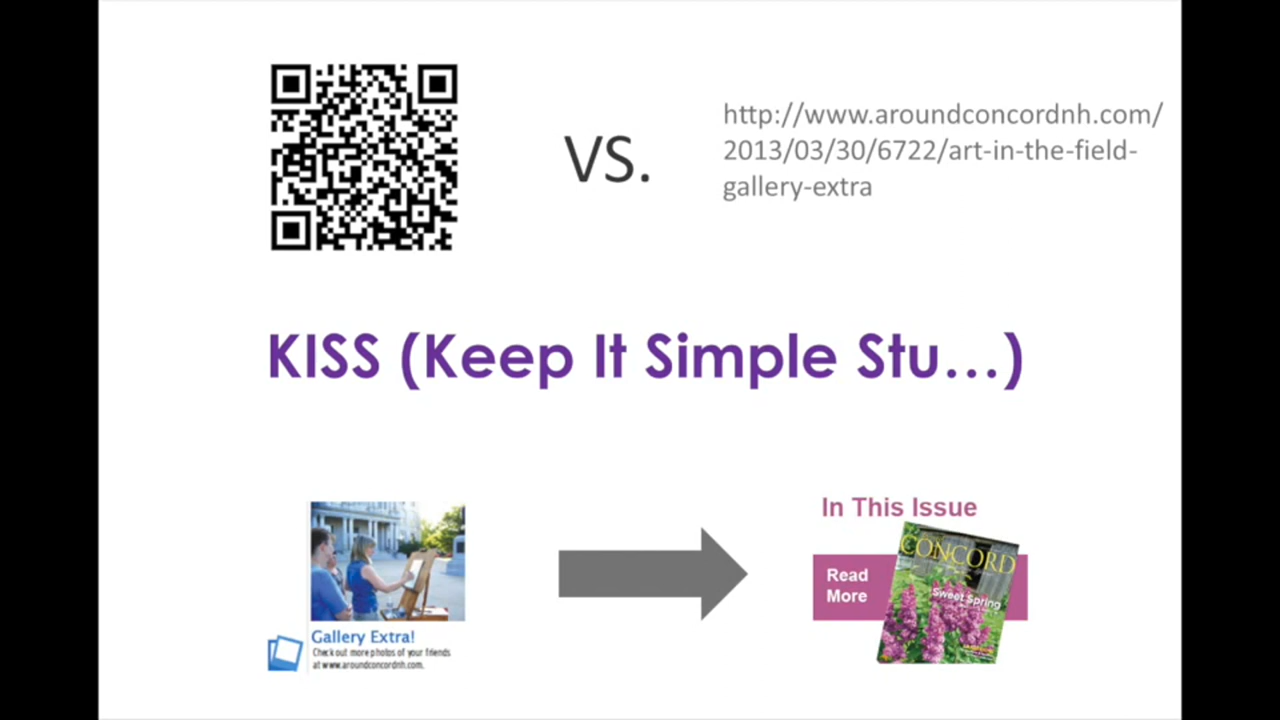 VS.
http://www.aroundconcordnh.com/
2013/03/30/6722/art-in-the-field-
gallery-extra
KISS (Keep It Simple Stu...)
Gallery Extra!
Check out more photos of your friends
at www.aroundconcordnh.com.
In This Issue
Read
More
CONCORD
Sweet Spring